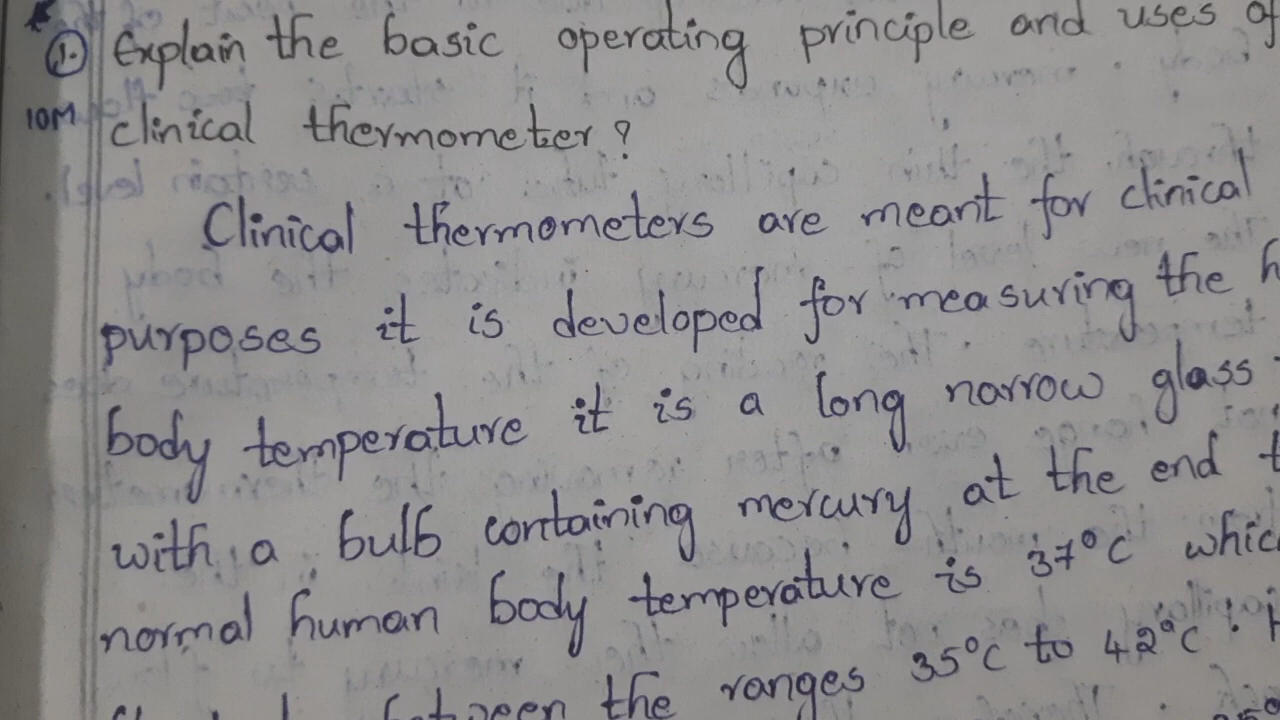 1. Explain the basic operating principle and uses of
10M clinical thermometer?
Clinical thermometers are meant for clinical
purposes it is developed for measuring the
body temperature it is a long narrow glass
with a bulb containing mercury at the end
normal human body temperature is 37°C
between the ranges 35°C to 42°C.